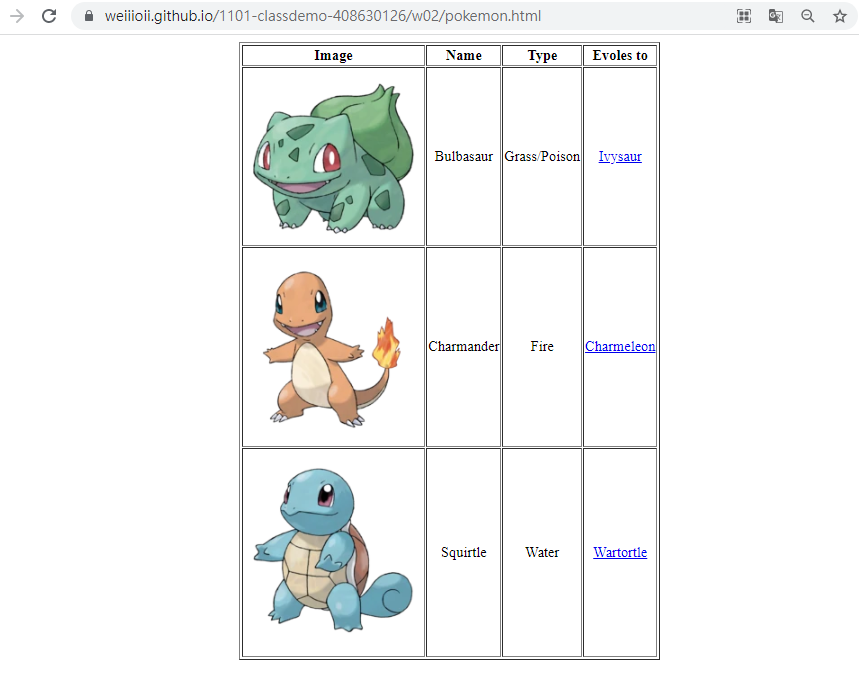 weiiioii.github.io/1101-classdemo-408630126/w02/pokemon.html
Image Name Type Evoles to
Bulbasaur Grass/Poison Ivysaur
Charmander Fire Charmeleon
Squirtle Water Wartortle